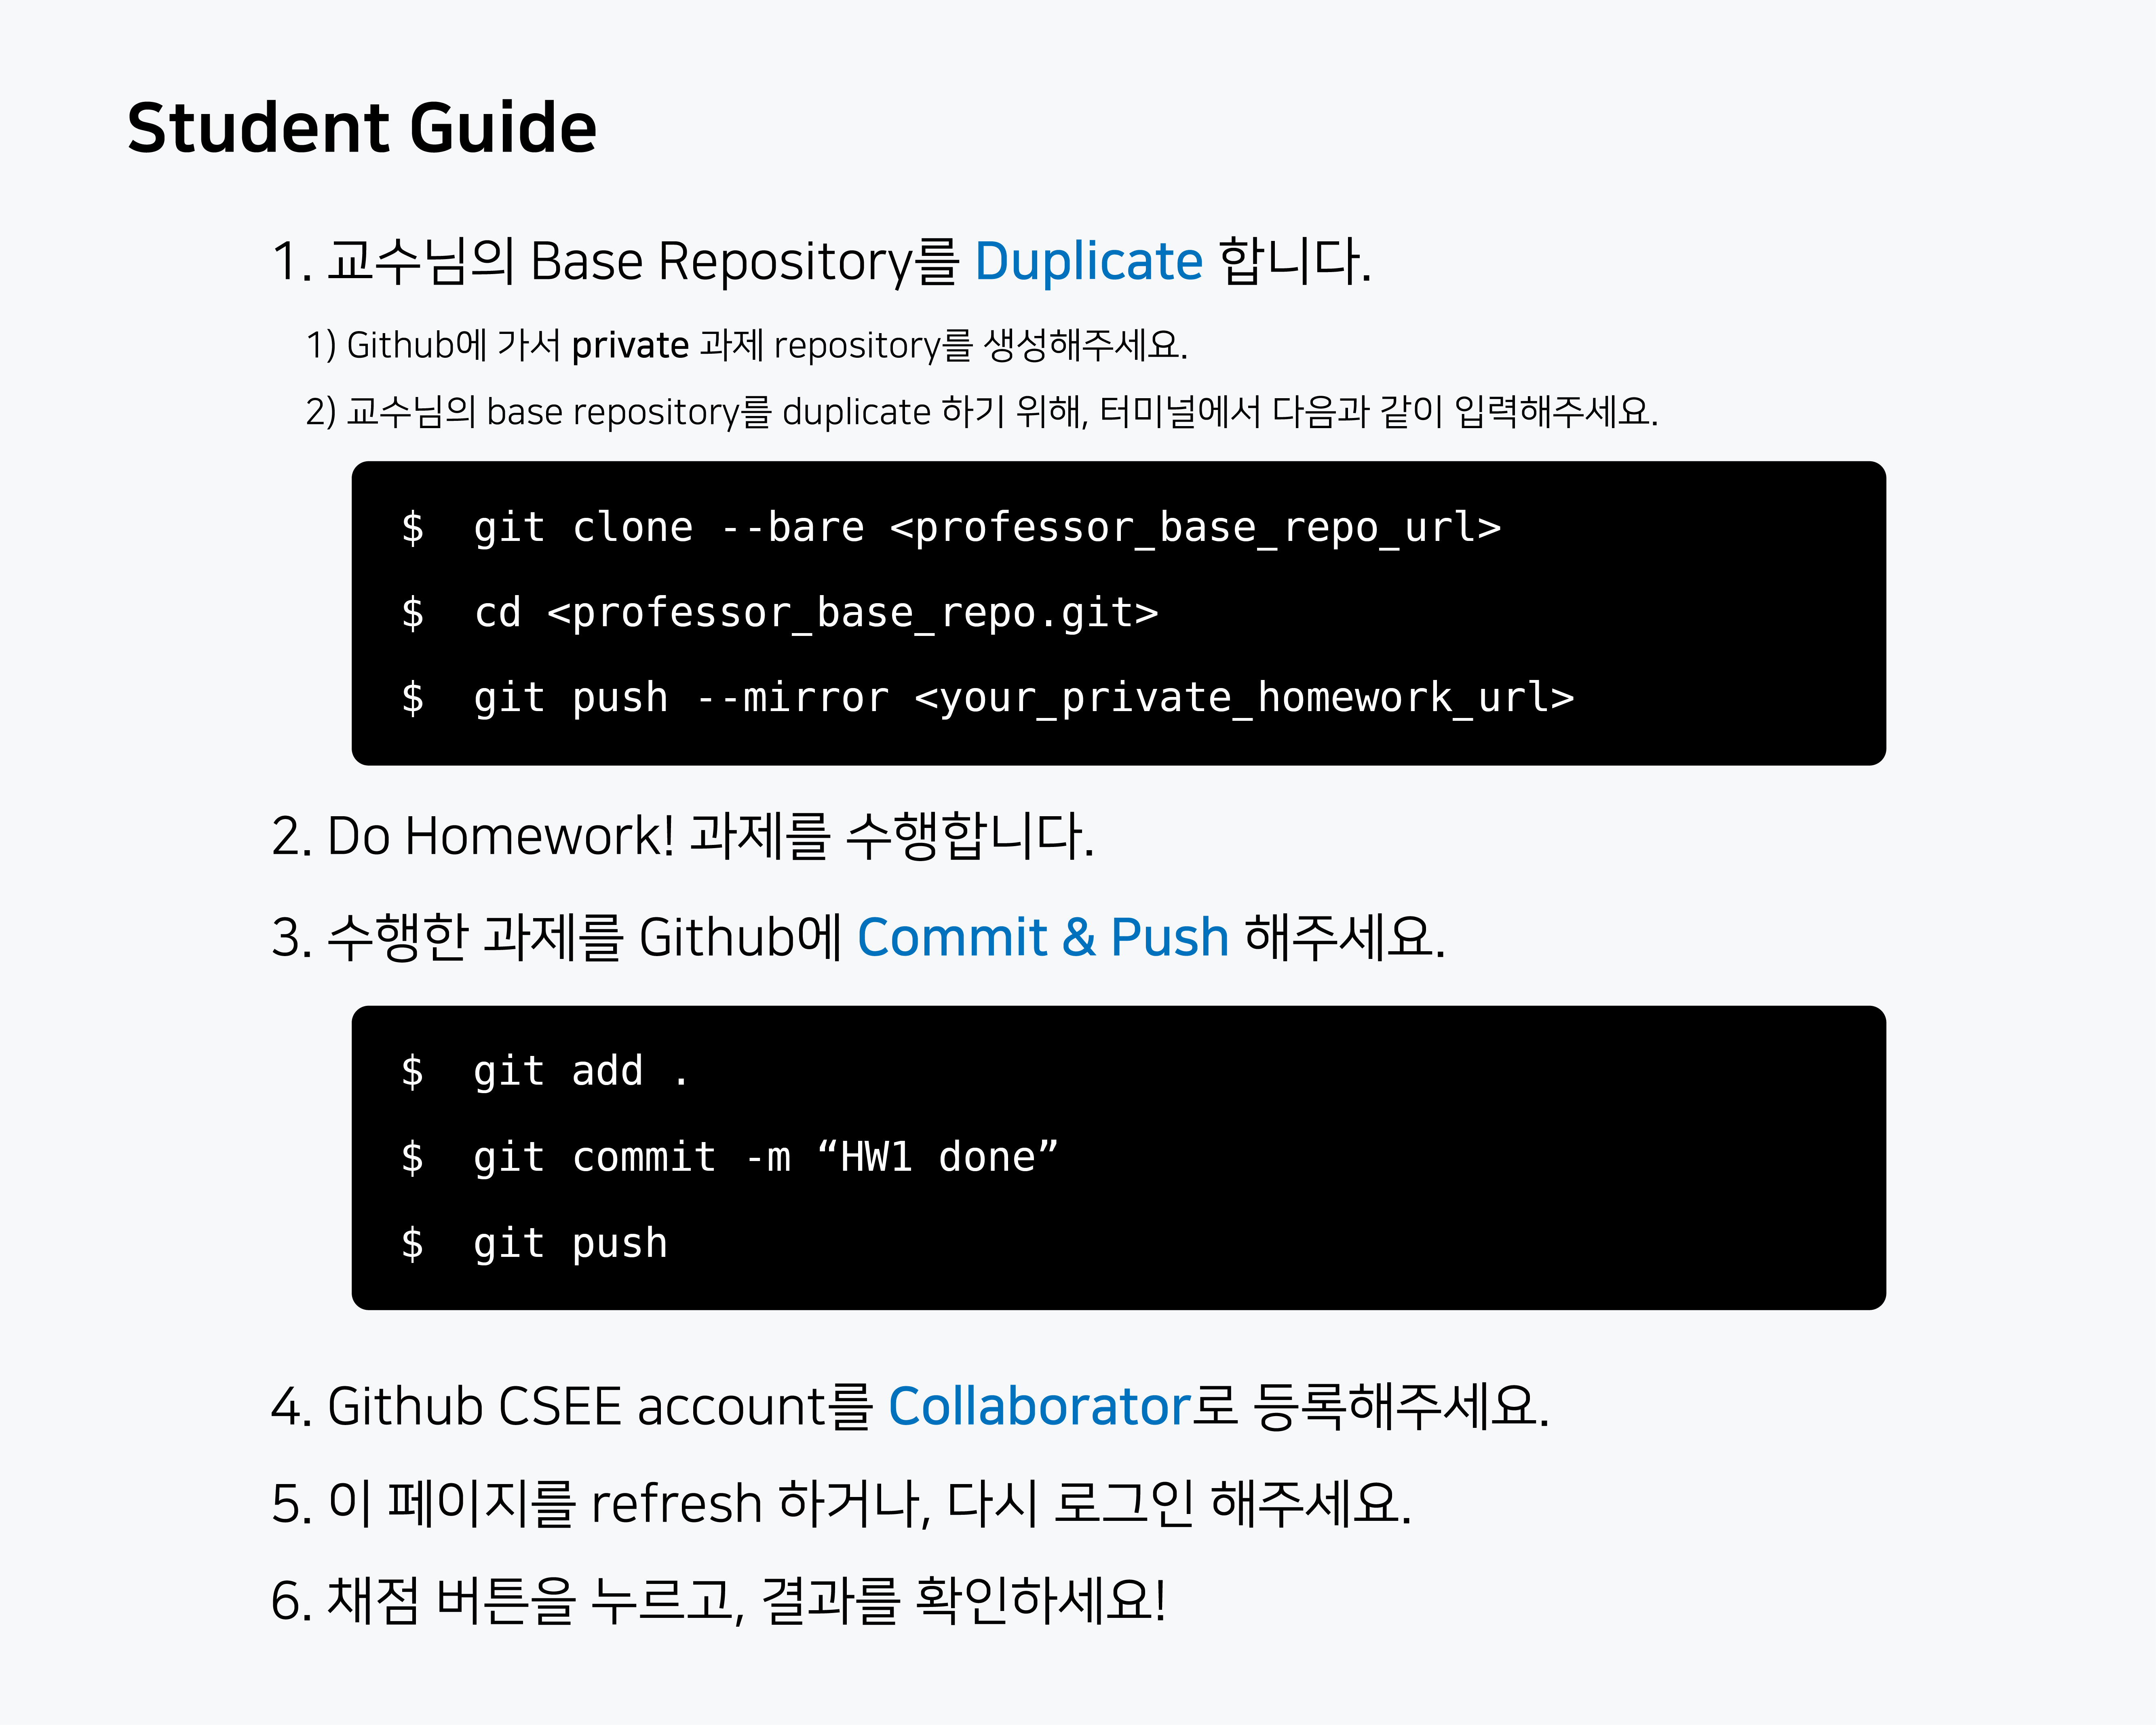 Student Guide
1. 교수님의 Base Repository를 Duplicate 합니다.
1) Github에 가서 private 과제 repository를 생성해주세요.
2) 교수님의 base repository를 duplicate 하기 위해, 터미널에서 다음과 같이 입력해주세요.
$ git clone --bare <professor_base_repo_url>
$ cd <professor_base_repo.git>
$ git push --mirror <your_private_homework_url>
2. Do Homework! 과제를 수행합니다.
3. 수행한 과제를 Github에 Commit & Push 해주세요.
$ git add .
$ git commit -m “HW1 done”
$ git push
4. Github CSEE account를 Collaborator로 등록해주세요.
5. 이 페이지를 refresh 하거나, 다시 로그인 해주세요.
6. 채점 버튼을 누르고, 결과를 확인하세요!